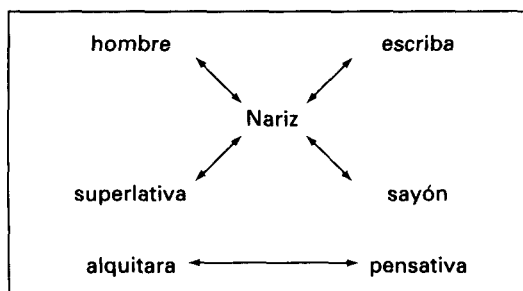 hombre escriba
Nariz
superlativa sayón
alquitara pensativa